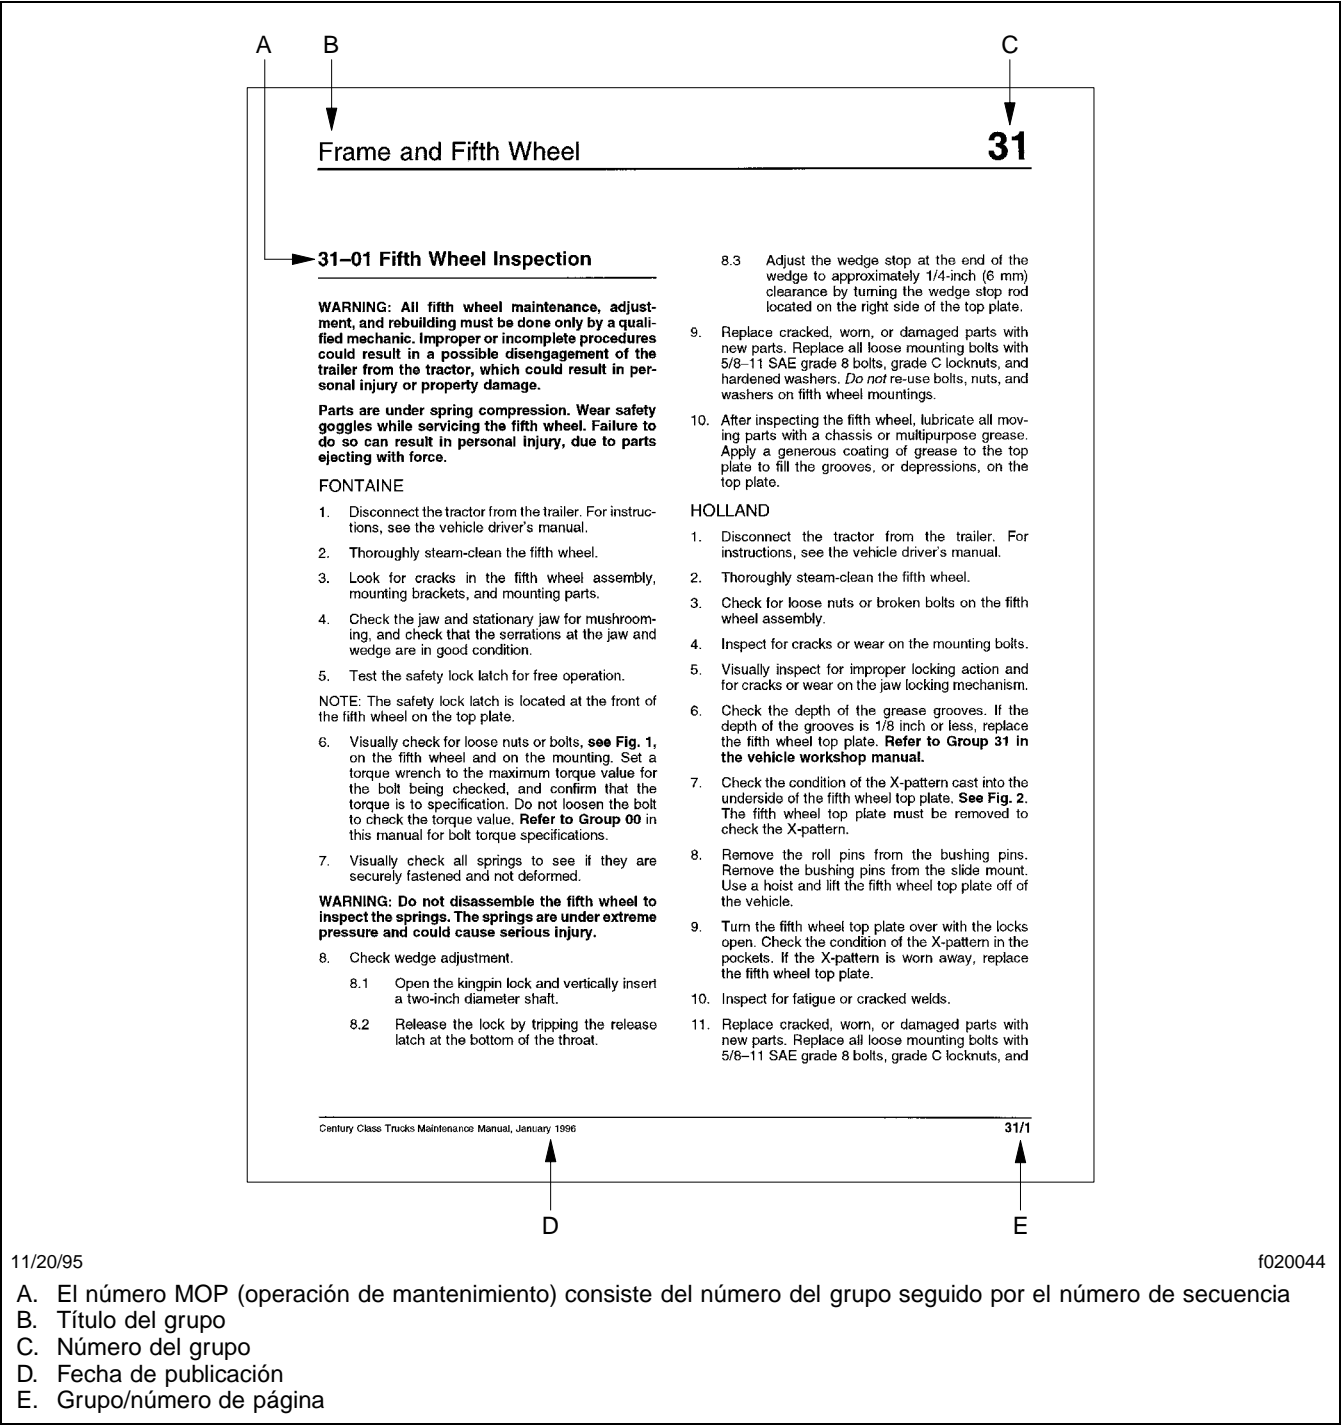 A B C
Frame and Fifth Wheel 31
31–01 Fifth Wheel Inspection
WARNING: All fifth wheel maintenance, adjust-
ment, and rebuilding must be done only by a quali-
fied mechanic. Improper or incomplete procedures
could result in a possible disengagement of the
trailer from the tractor, which could result in per-
sonal injury or property damage.
Parts are under spring compression. Wear safety
goggles while servicing the fifth wheel. Failure to
do so can result in personal injury, due to parts
ejecting with force.
FONTAINE
1. Disconnect the tractor from the trailer. For instruc-
tions, see the vehicle driver's manual.
2. Thoroughly steam-clean the fifth wheel.
3. Look for cracks in the fifth wheel assembly,
mounting brackets, and mounting parts.
4. Check the jaw and stationary jaw for mushroom-
ing, and check that the serrations at the jaw and
wedge are in good condition.
5. Test the safety lock latch for free operation.
NOTE: The safety lock latch is located at the front of
the fifth wheel on the top plate.
6. Visually check for loose nuts or bolts, see Fig. 1,
on the fifth wheel and on the mounting. Set a
torque wrench to the maximum torque value for
the bolt being checked, and confirm that the
torque is to specification. Do not loosen the bolt
to check the torque value. Refer to Group 00 in
this manual for bolt torque specifications.
7. Visually check all springs to see if they are
securely fastened and not deformed.
WARNING: Do not disassemble the fifth wheel to
inspect the springs. The springs are under extreme
pressure and could cause serious injury.
8. Check wedge adjustment.
8.1 Open the kingpin lock and vertically insert
a two-inch diameter shaft.
8.2 Release the lock by tripping the release
latch at the bottom of the throat.
8.3 Adjust the wedge stop at the end of the
wedge to approximately 1/4-inch (6 mm)
clearance by turning the wedge stop rod
located on the right side of the top plate.
9. Replace cracked, worn, or damaged parts with
new parts. Replace all loose mounting bolts with
5/8–11 SAE grade 8 bolts, grade C locknuts, and
hardened washers. Do not re-use bolts, nuts, and
washers on fifth wheel mountings.
10. After inspecting the fifth wheel, lubricate all mov-
ing parts with a chassis or multipurpose grease.
Apply a generous coating of grease to the top
plate to fill the grooves, or depressions, on the
top plate.
HOLLAND
1. Disconnect the tractor from the trailer. For
instructions, see the vehicle driver's manual.
2. Thoroughly steam-clean the fifth wheel.
3. Check for loose nuts or broken bolts on the fifth
wheel assembly.
4. Inspect for cracks or wear on the mounting bolts.
5. Visually inspect for improper locking action and
for cracks or wear on the jaw locking mechanism.
6. Check the depth of the grease grooves. If the
depth of the grooves is 1/8 inch or less, replace
the fifth wheel top plate. Refer to Group 31 in
the vehicle workshop manual.
7. Check the condition of the X-pattern cast into the
underside of the fifth wheel top plate. See Fig. 2.
The fifth wheel top plate must be removed to
check the X-pattern.
8. Remove the roll pins from the bushing pins.
Remove the bushing pins from the slide mount.
Use a hoist and lift the fifth wheel top plate off of
the vehicle.
9. Turn the fifth wheel top plate over with the locks
open. Check the condition of the X-pattern in the
pockets. If the X-pattern is worn away, replace
the fifth wheel top plate.
10. Inspect for fatigue or cracked welds.
11. Replace cracked, worn, or damaged parts with
new parts. Replace all loose mounting bolts with
5/8–11 SAE grade 8 bolts, grade C locknuts, and
Century Class Trucks Maintenance Manual, January 1996 31/1
D E
11/20/95 f020044
A. El número MOP (operación de mantenimiento) consiste del número del grupo seguido por el número de secuencia
B. Título del grupo
C. Número del grupo
D. Fecha de publicación
E. Grupo/número de página